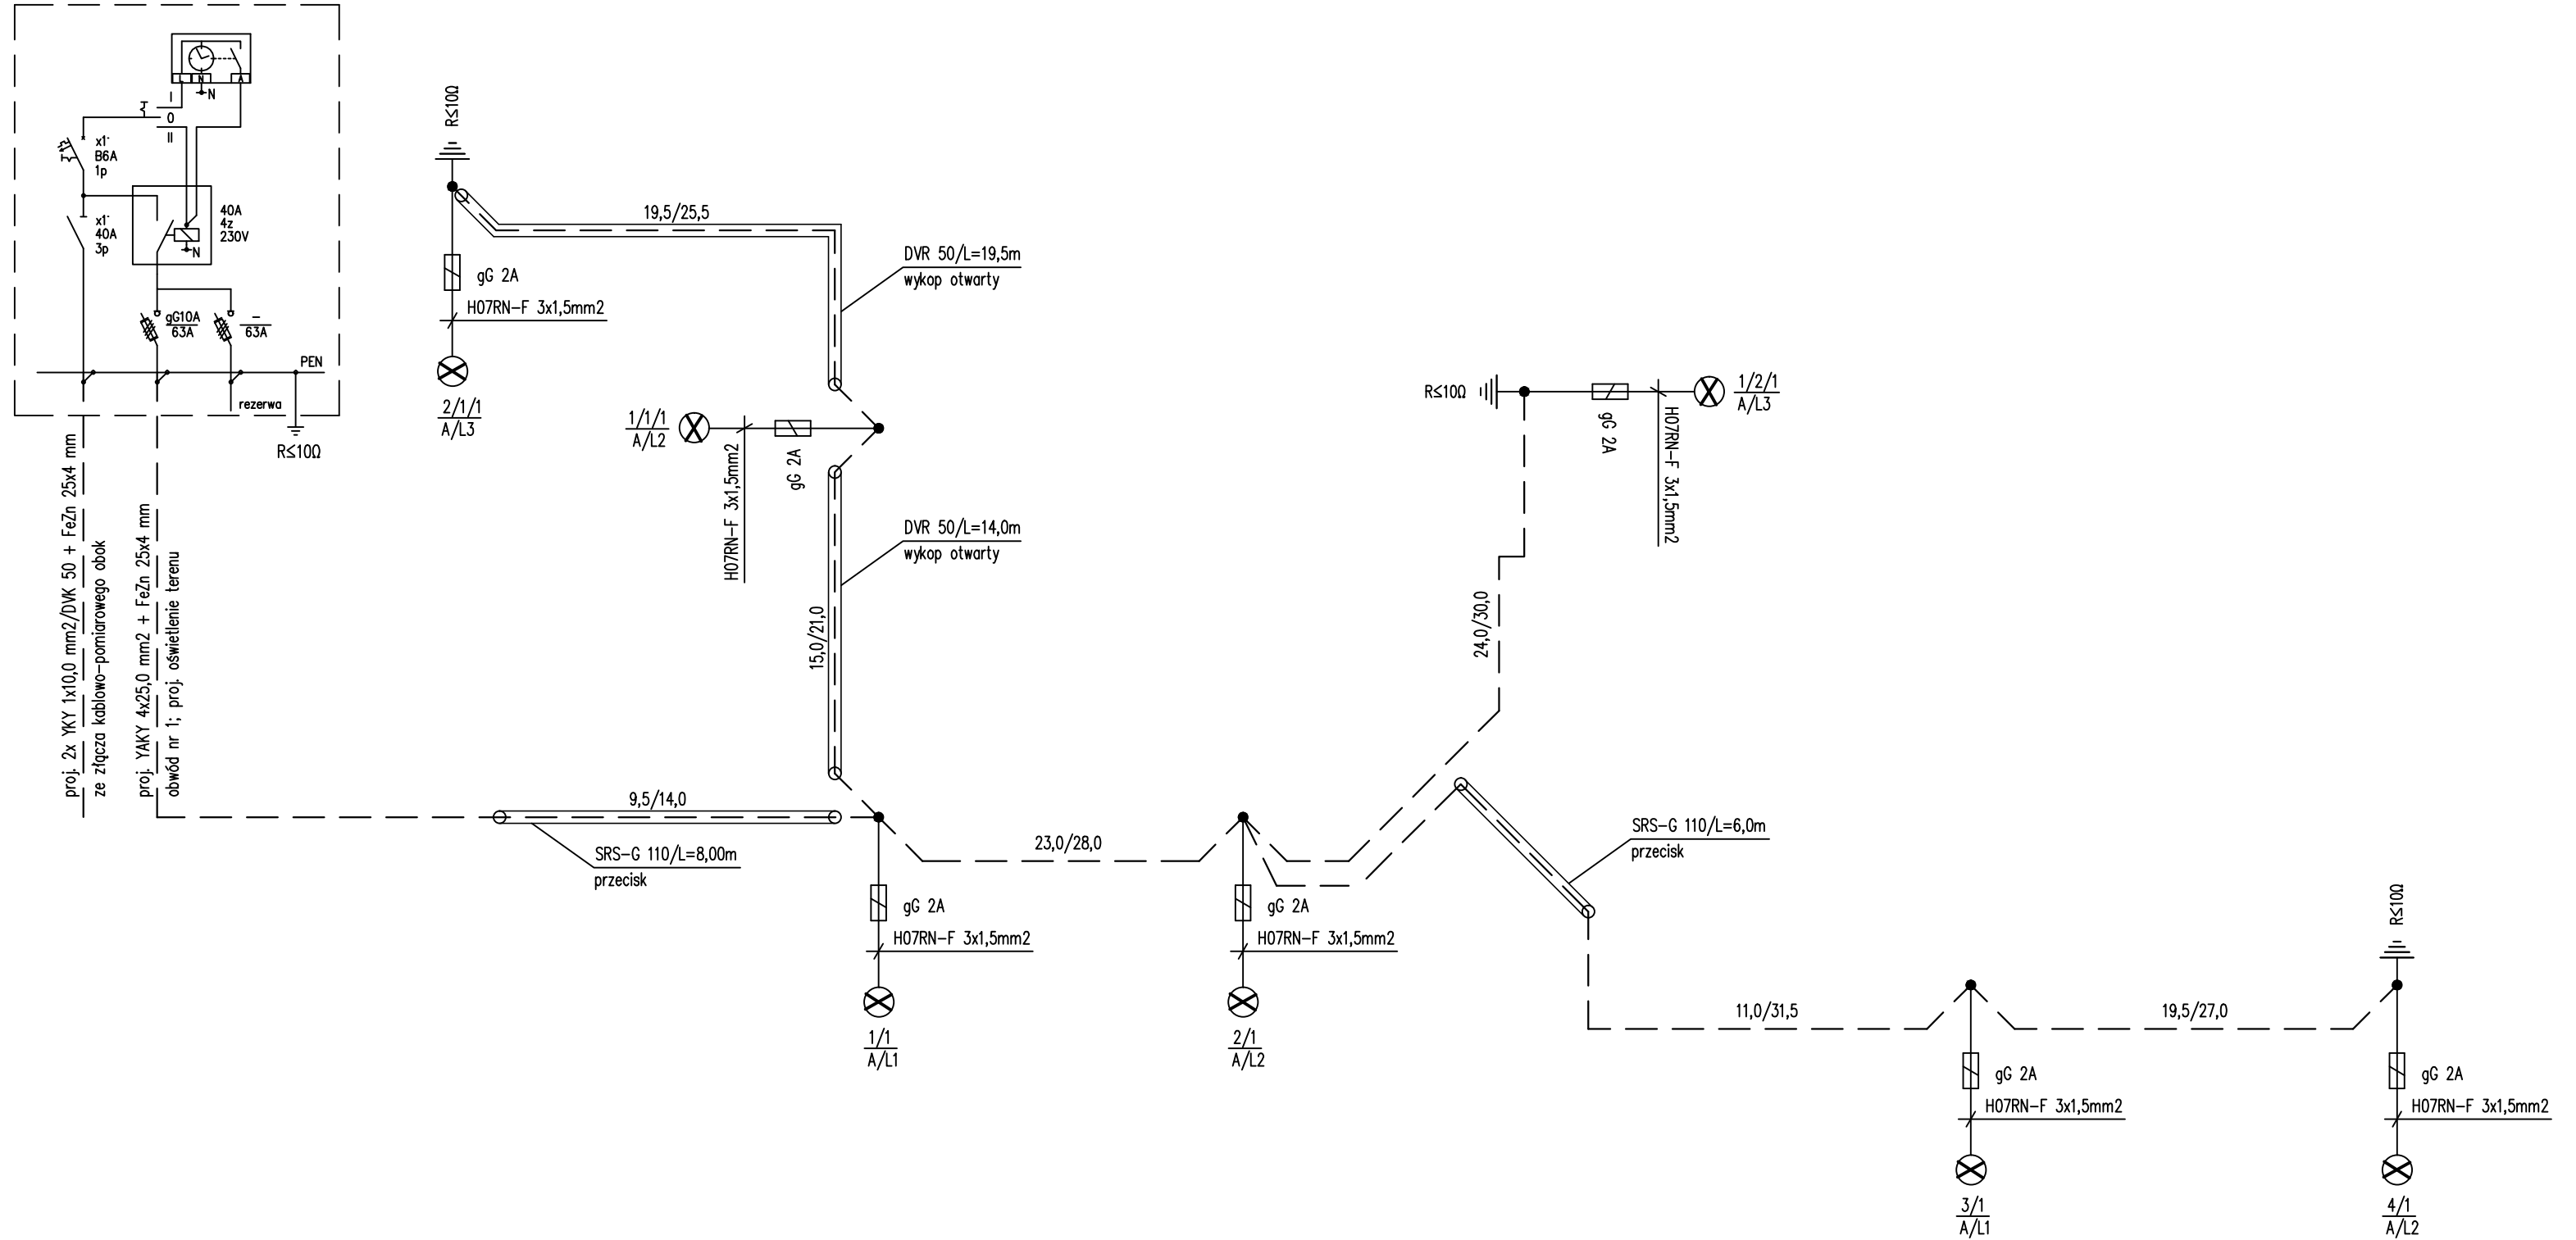 L
N
A
N
I
0
II
x1
B6A
1p
x1
40A
3p
40A
4z
230V
N
gG10A
63A
–
63A
PEN
rezerwa
R≤10Ω
proj. 2x YKY 1x10,0 mm2/DVK 50 + FeZn 25x4 mm
ze złącza kablowo-pomiarowego obok
proj. YAKY 4x25,0 mm2 + FeZn 25x4 mm
obwód nr 1; proj. oświetlenie terenu
R≤10Ω
19,5/25,5
gG 2A
H07RN-F 3x1,5mm2
2/1/1
A/L3
DVR 50/L=19,5m
wykop otwarty
1/1/1
A/L2
gG 2A
H07RN-F 3x1,5mm2
DVR 50/L=14,0m
wykop otwarty
15,0/21,0
9,5/14,0
SRS-G 110/L=8,00m
przecisk
gG 2A
H07RN-F 3x1,5mm2
1/1
A/L1
23,0/28,0
gG 2A
H07RN-F 3x1,5mm2
2/1
A/L2
R≤10Ω
gG 2A
H07RN-F 3x1,5mm2
1/2/1
A/L3
24,0/30,0
SRS-G 110/L=6,0m
przecisk
11,0/31,5
gG 2A
H07RN-F 3x1,5mm2
3/1
A/L1
19,5/27,0
R≤10Ω
gG 2A
H07RN-F 3x1,5mm2
4/1
A/L2